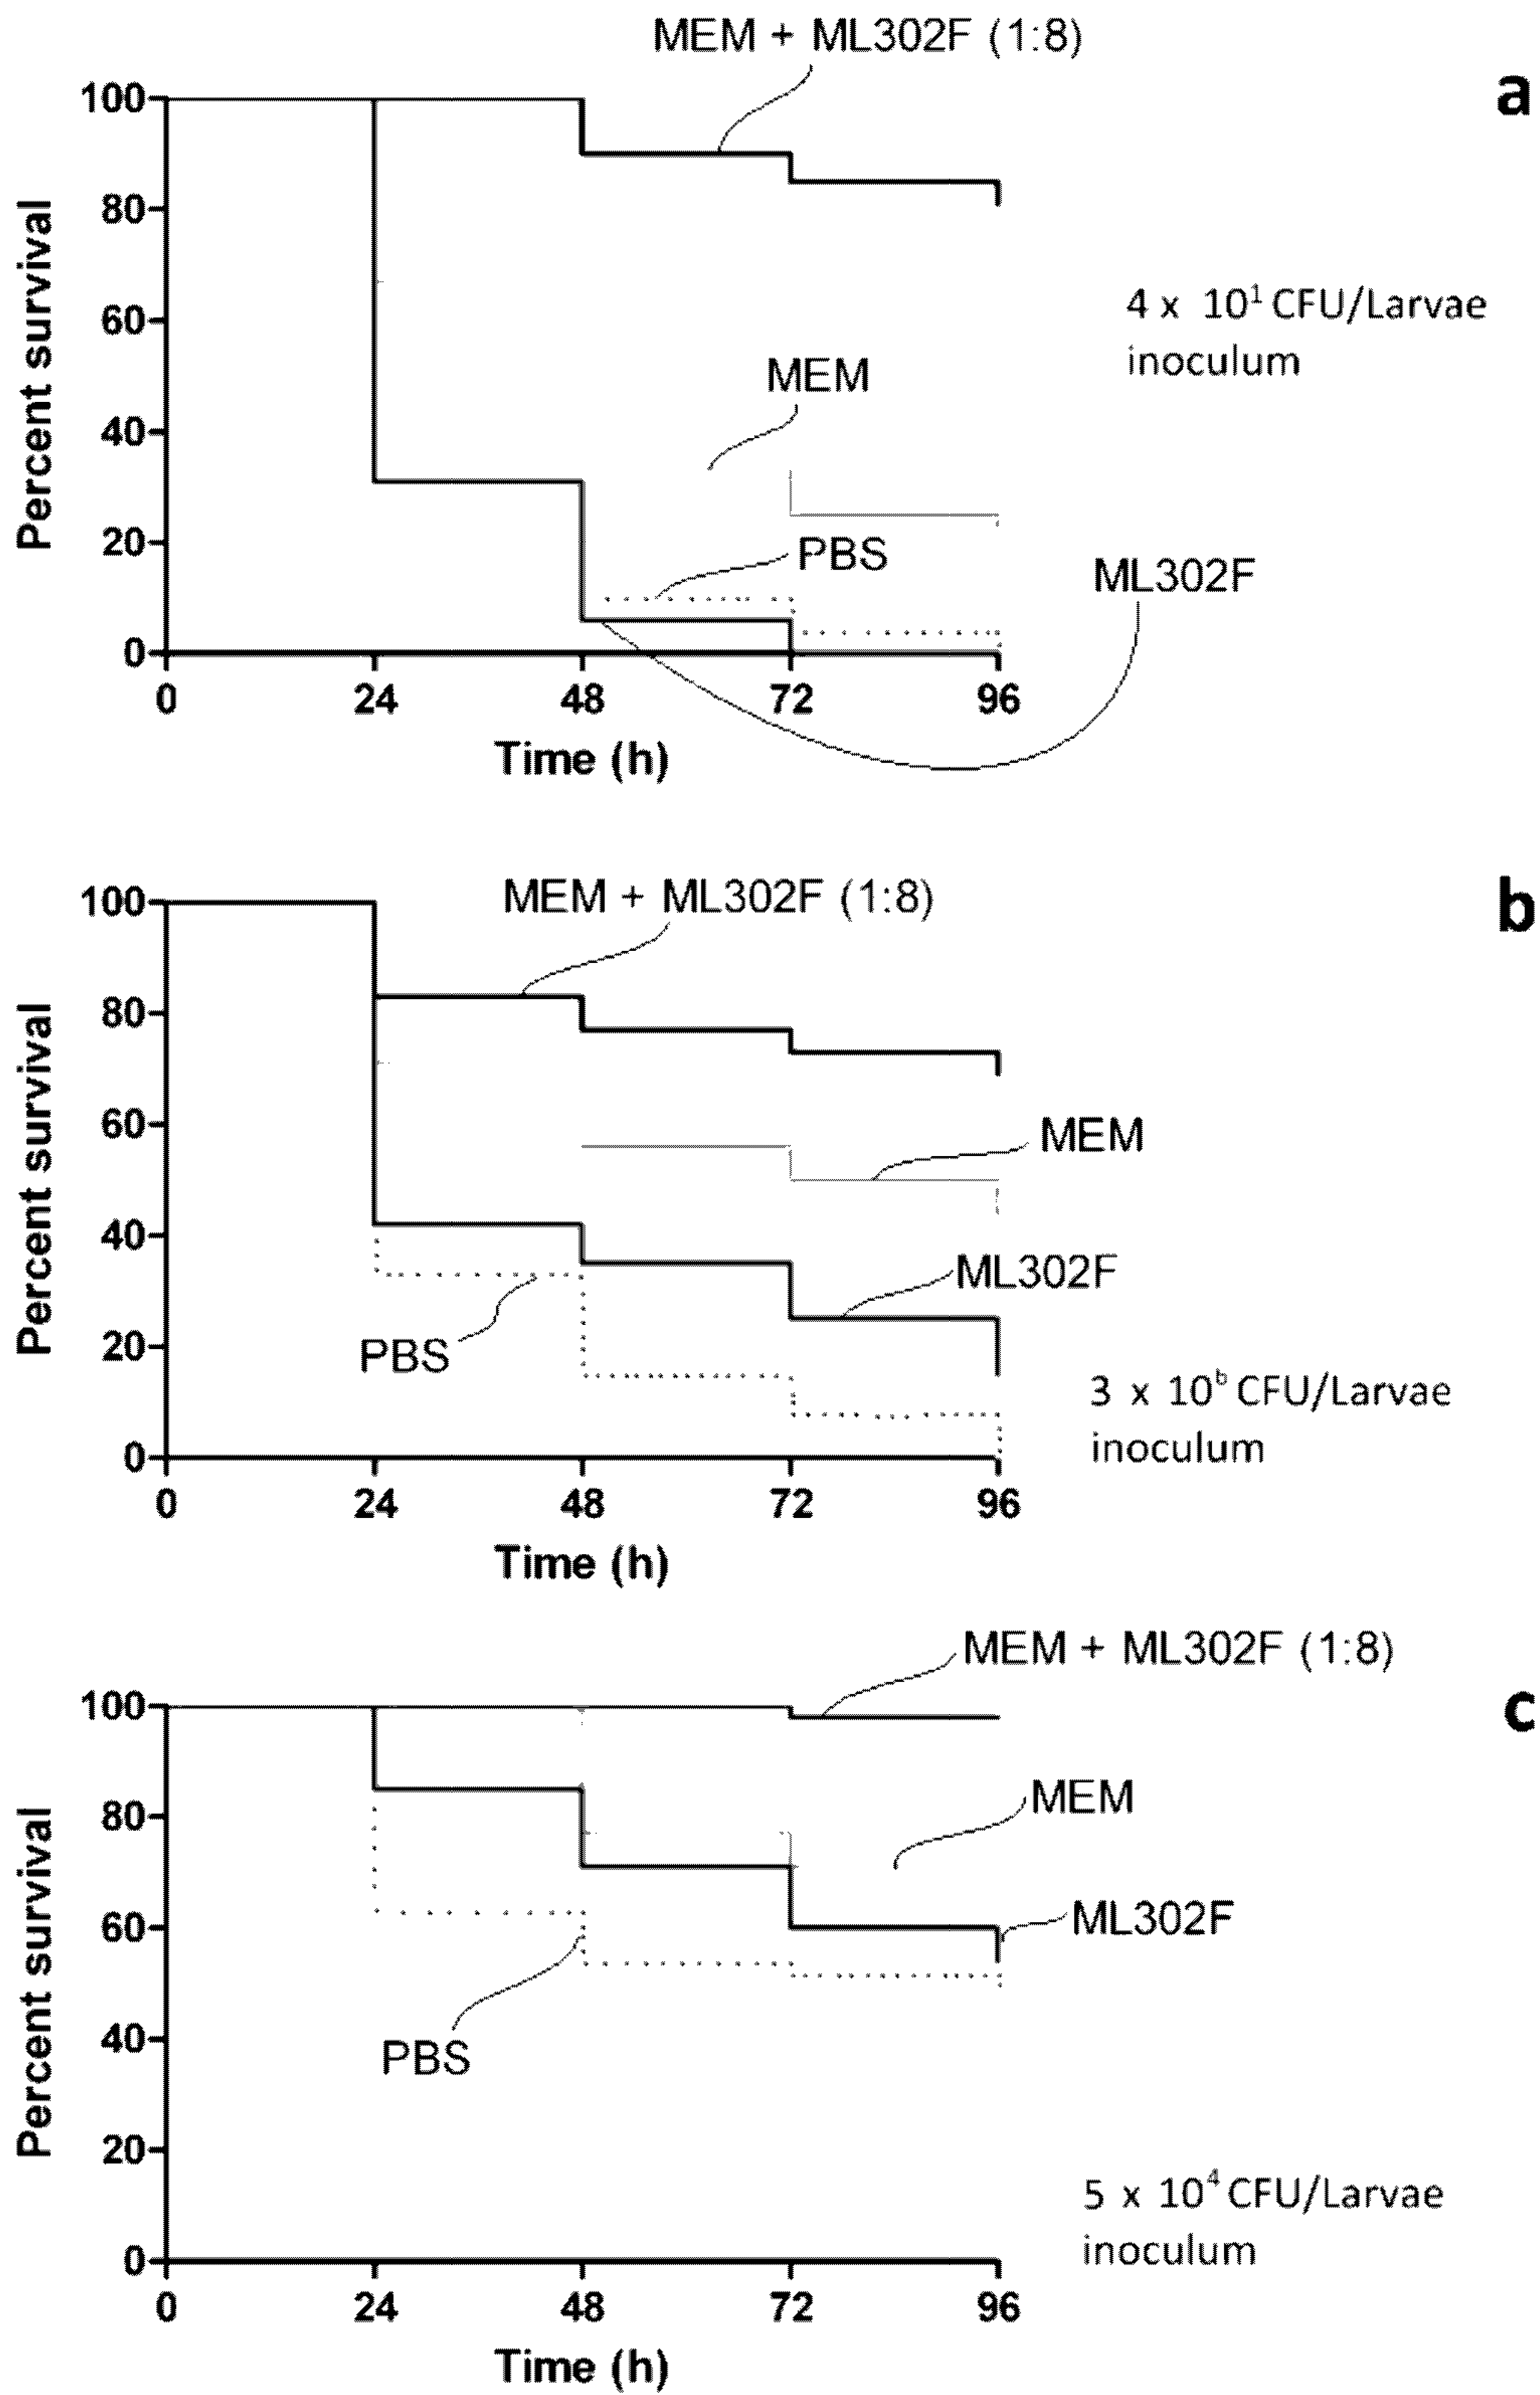 MEM + ML302F (1:8)
a
100
80
60
40
20
0
Percent survival
4 x 10¹ CFU/Larvae
inoculum
MEM
PBS
ML302F
0 24 48 72 96
Time (h)
MEM + ML302F (1:8)
b
100
80
60
40
20
0
Percent survival
MEM
ML302F
PBS
3 x 10ᵇ CFU/Larvae
inoculum
0 24 48 72 96
Time (h)
MEM + ML302F (1:8)
c
100
80
60
40
20
0
Percent survival
MEM
ML302F
PBS
5 x 10⁴ CFU/Larvae
inoculum
0 24 48 72 96
Time (h)